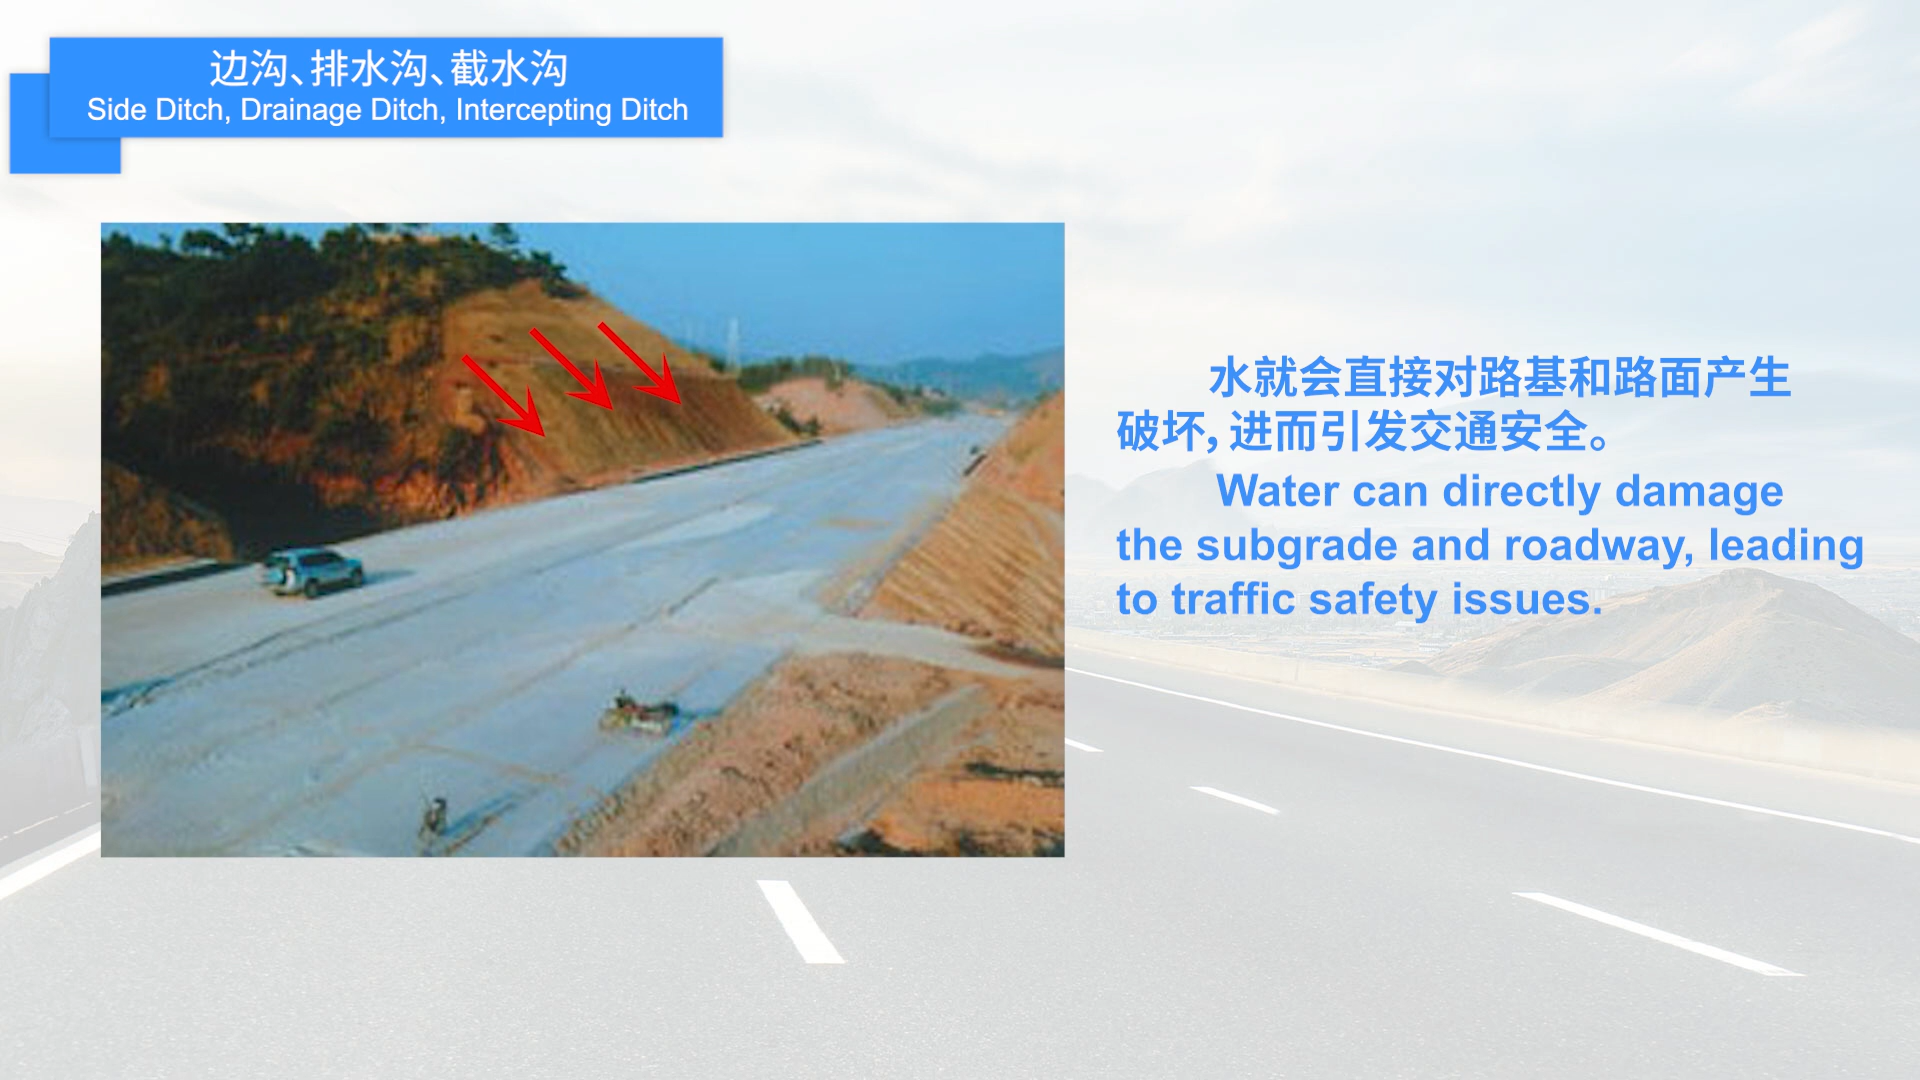 边沟、排水沟、截水沟
Side Ditch, Drainage Ditch, Intercepting Ditch
水就会直接对路基和路面产生
破坏，进而引发交通安全。
Water can directly damage
the subgrade and roadway, leading
to traffic safety issues.